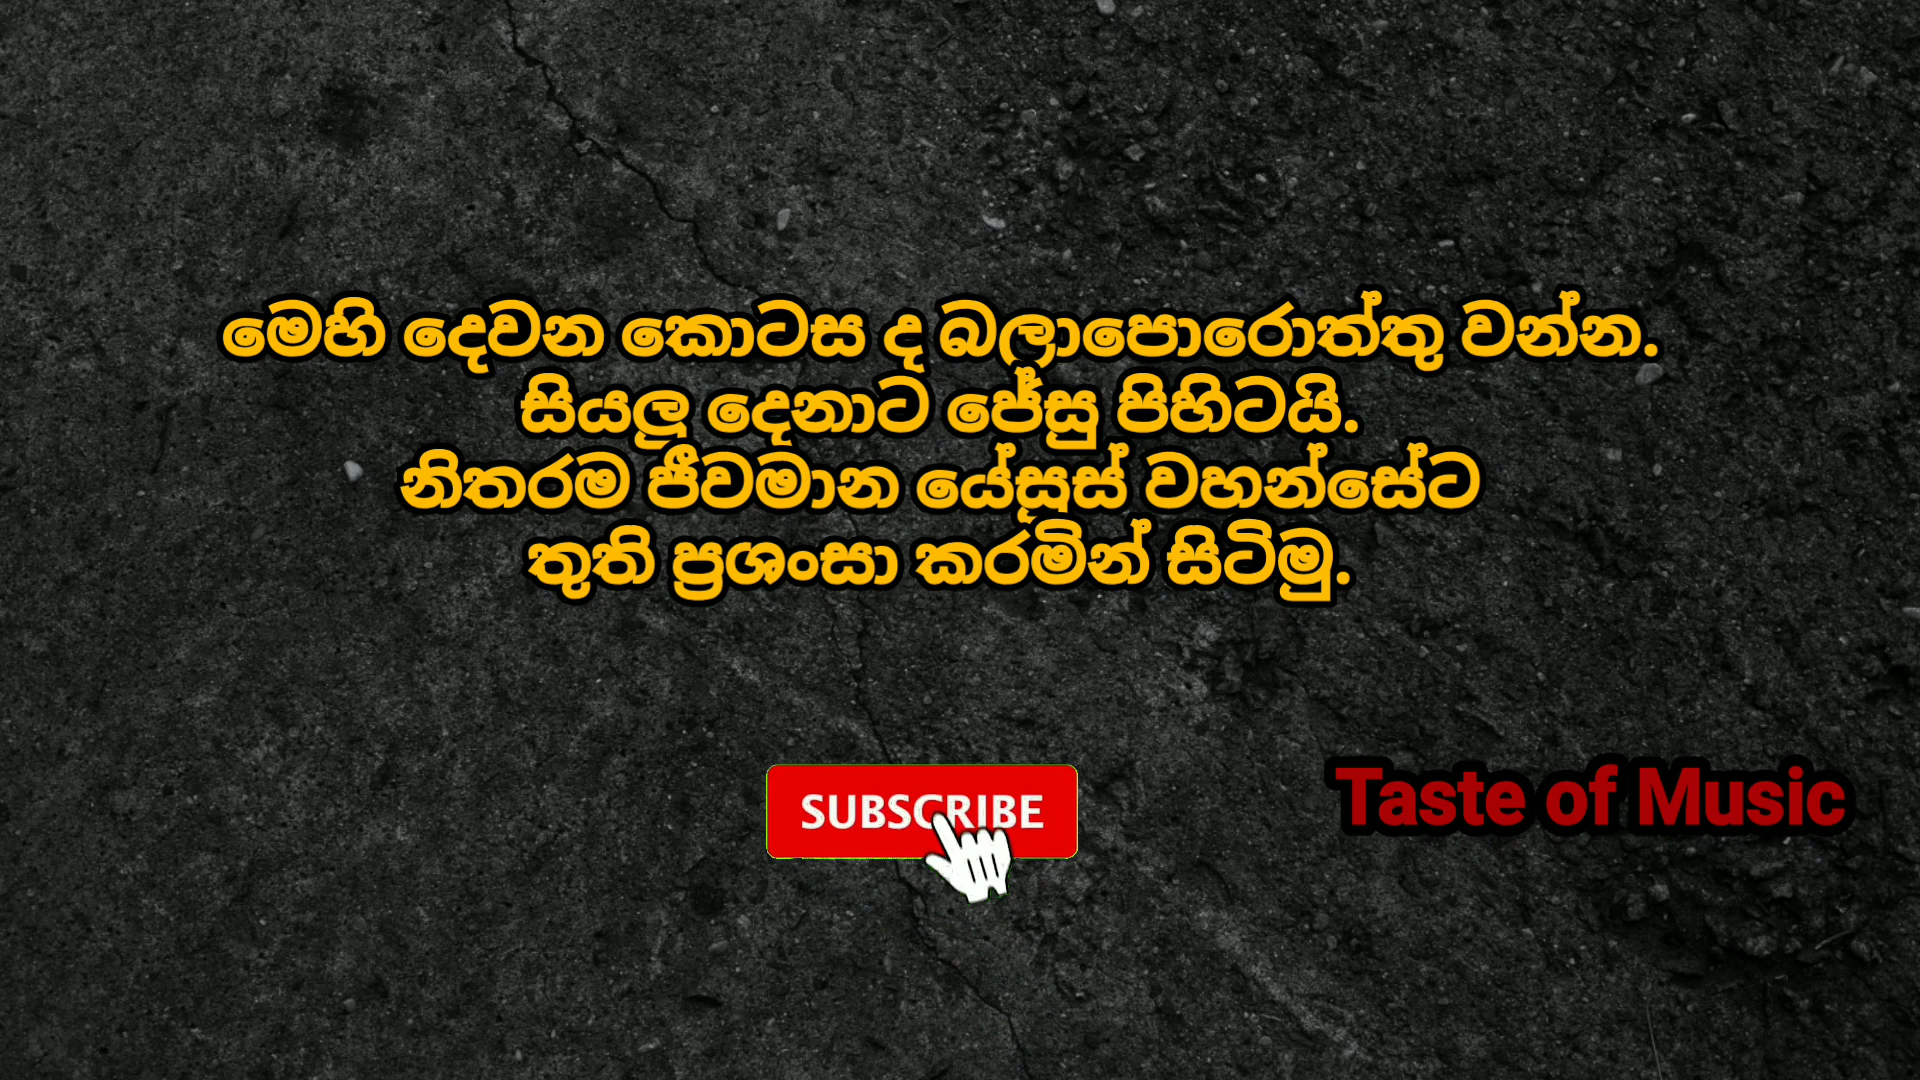 මෙහි දෙවන කොටස ද බලාපොරොත්තු වන්න.
සියලු දෙනාට ජේසු පිහිටයි.
නිතරම ජීවමාන යේසුස් වහන්සේට
තුති ප්‍රශංසා කරමින් සිටිමු.
SUBSCRIBE
Taste of Music